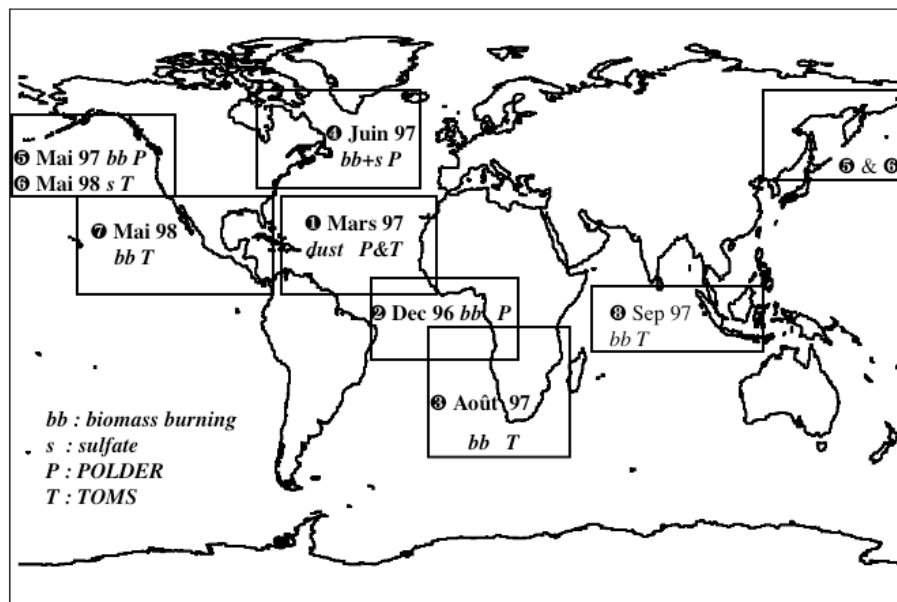 ❹ Juin 97
bb+s P
❺ Mai 97 bb P
❻ Mai 98 s T
❺ & ❻
❼ Mai 98
bb T
❶ Mars 97
dust P&T
❷ Dec 96 bb P
❽ Sep 97
bb T
❸ Août 97
bb T
bb : biomass burning
s : sulfate
P : POLDER
T : TOMS